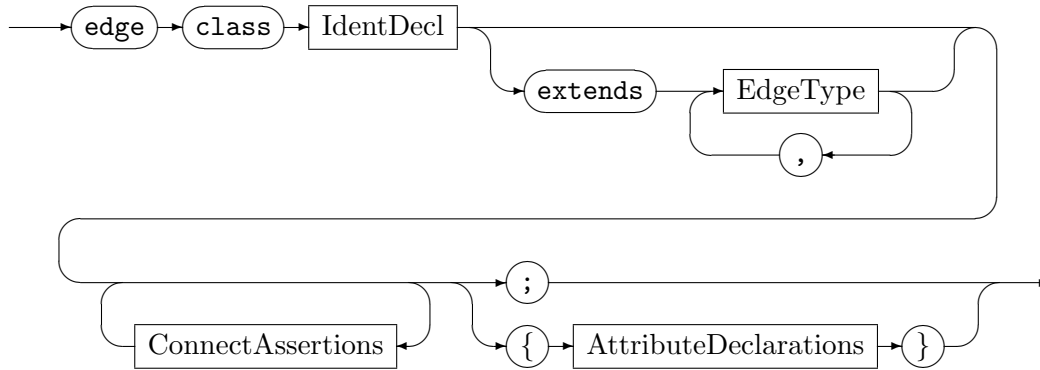 edge class IdentDecl
extends EdgeType
,
;
ConnectAssertions { AttributeDeclarations }